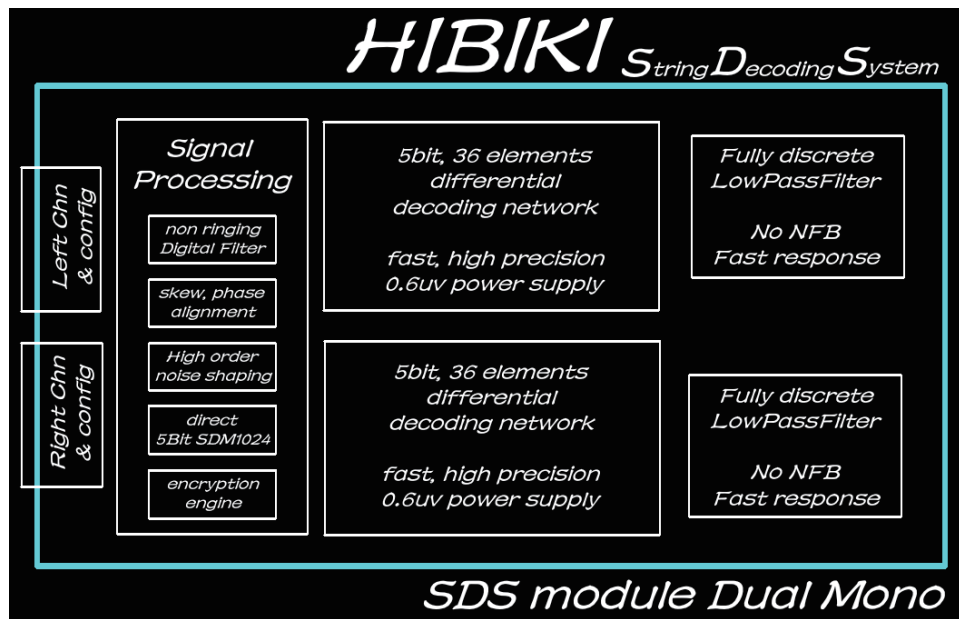 HIBIKI String Decoding System
Left Chn
& config
Right Chn
& config
Signal
Processing
non ringing
Digital Filter
skew, phase
alignment
High order
noise shaping
direct
5Bit SDM1024
encryption
engine
5bit, 36 elements
differential
decoding network
fast, high precision
0.6uv power supply
5bit, 36 elements
differential
decoding network
fast, high precision
0.6uv power supply
Fully discrete
LowPassFilter
No NFB
Fast response
Fully discrete
LowPassFilter
No NFB
Fast response
SDS module Dual Mono